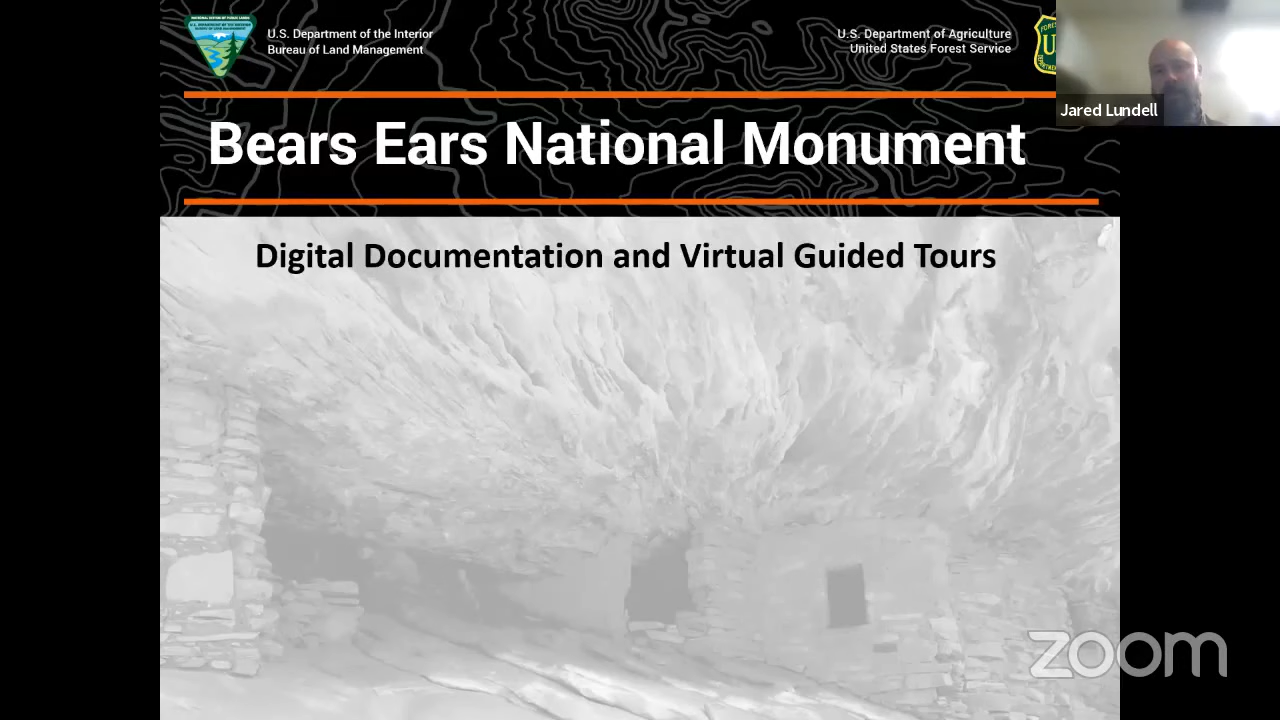 U.S. Department of the Interior
Bureau of Land Management
U.S. Department of Agriculture
United States Forest Service
Jared Lundell
Bears Ears National Monument
Digital Documentation and Virtual Guided Tours
zoom